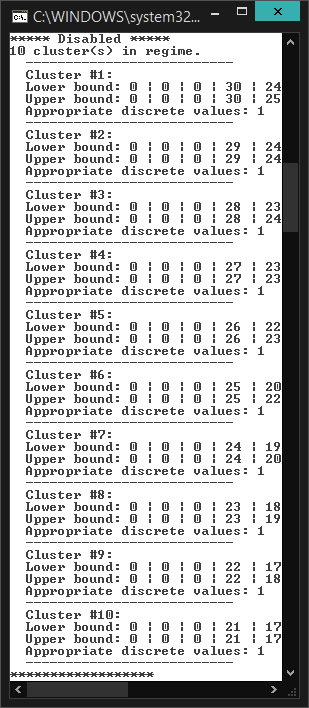 C:\WINDOWS\system32...
***** Disabled *****
10 cluster(s) in regime.
--------------------------
Cluster #1:
Lower bound: 0 ¦ 0 ¦ 0 ¦ 30 ¦ 24
Upper bound: 0 ¦ 0 ¦ 0 ¦ 30 ¦ 25
Appropriate discrete values: 1
--------------------------
Cluster #2:
Lower bound: 0 ¦ 0 ¦ 0 ¦ 29 ¦ 24
Upper bound: 0 ¦ 0 ¦ 0 ¦ 29 ¦ 24
Appropriate discrete values: 1
--------------------------
Cluster #3:
Lower bound: 0 ¦ 0 ¦ 0 ¦ 28 ¦ 23
Upper bound: 0 ¦ 0 ¦ 0 ¦ 28 ¦ 24
Appropriate discrete values: 1
--------------------------
Cluster #4:
Lower bound: 0 ¦ 0 ¦ 0 ¦ 27 ¦ 23
Upper bound: 0 ¦ 0 ¦ 0 ¦ 27 ¦ 23
Appropriate discrete values: 1
--------------------------
Cluster #5:
Lower bound: 0 ¦ 0 ¦ 0 ¦ 26 ¦ 22
Upper bound: 0 ¦ 0 ¦ 0 ¦ 26 ¦ 23
Appropriate discrete values: 1
--------------------------
Cluster #6:
Lower bound: 0 ¦ 0 ¦ 0 ¦ 25 ¦ 20
Upper bound: 0 ¦ 0 ¦ 0 ¦ 25 ¦ 22
Appropriate discrete values: 1
--------------------------
Cluster #7:
Lower bound: 0 ¦ 0 ¦ 0 ¦ 24 ¦ 19
Upper bound: 0 ¦ 0 ¦ 0 ¦ 24 ¦ 20
Appropriate discrete values: 1
--------------------------
Cluster #8:
Lower bound: 0 ¦ 0 ¦ 0 ¦ 23 ¦ 18
Upper bound: 0 ¦ 0 ¦ 0 ¦ 23 ¦ 19
Appropriate discrete values: 1
--------------------------
Cluster #9:
Lower bound: 0 ¦ 0 ¦ 0 ¦ 22 ¦ 17
Upper bound: 0 ¦ 0 ¦ 0 ¦ 22 ¦ 18
Appropriate discrete values: 1
--------------------------
Cluster #10:
Lower bound: 0 ¦ 0 ¦ 0 ¦ 21 ¦ 17
Upper bound: 0 ¦ 0 ¦ 0 ¦ 21 ¦ 17
Appropriate discrete values: 1
--------------------------
********************